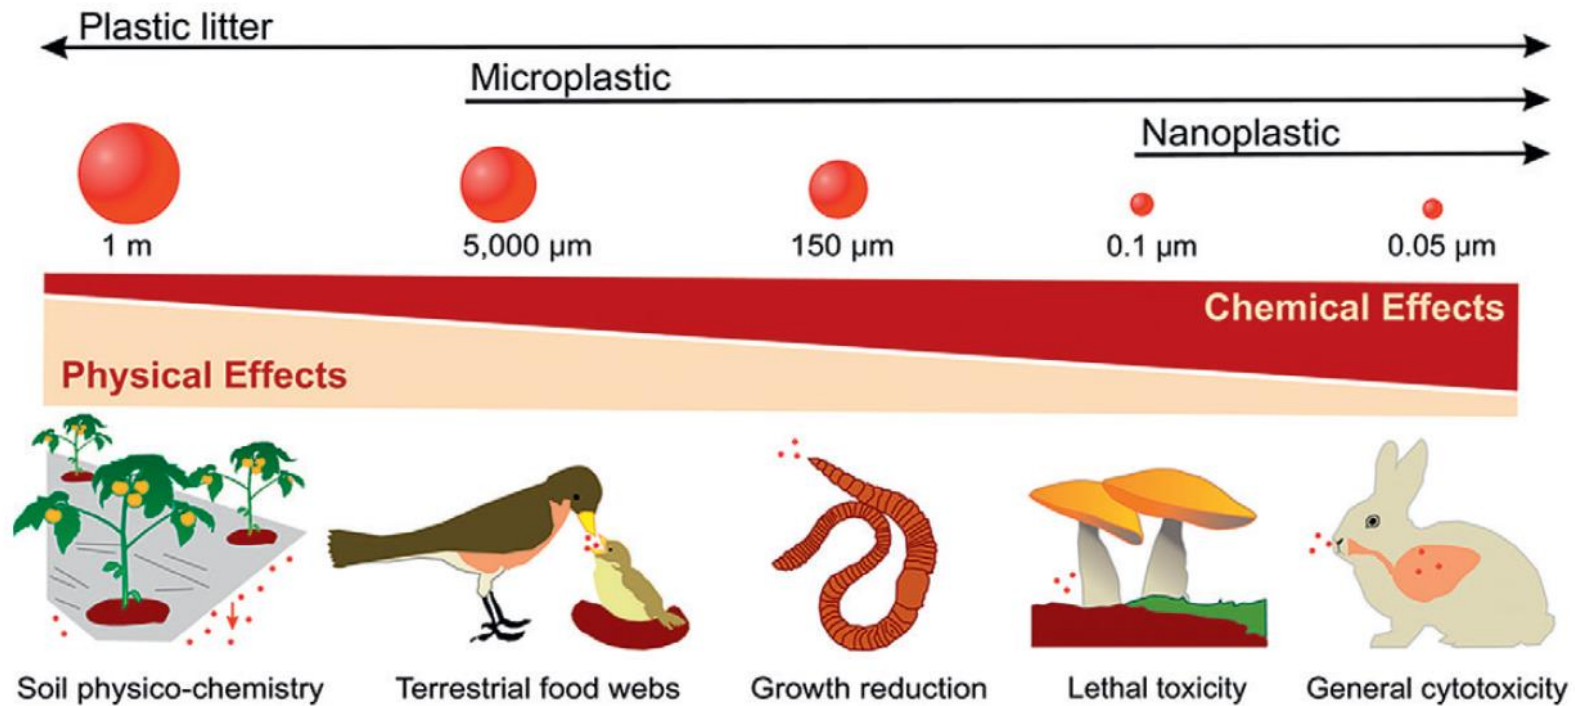 Plastic litter
Microplastic
Nanoplastic
1 m
5,000 µm
150 µm
0.1 µm
0.05 µm
Chemical Effects
Physical Effects
Soil physico-chemistry
Terrestrial food webs
Growth reduction
Lethal toxicity
General cytotoxicity